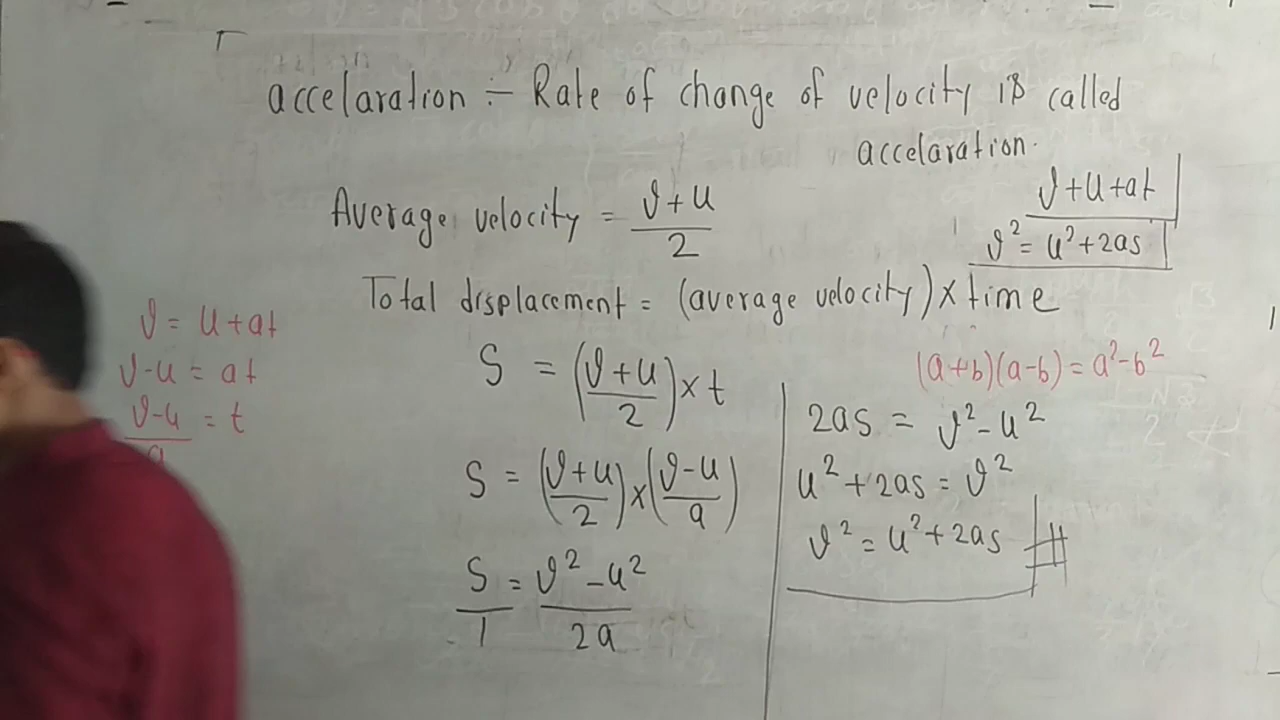 accelaration ÷ Rate of change of velocity is called
accelaration.
Average velocity = (v+u)/2
v+u+at
v² = u²+2as
Total displacement = (average velocity) × time
v = u+at
v-u = at
(v-u)/a = t
S = ((v+u)/2) × t
S = ((v+u)/2) × ((v-u)/a)
S/1 = (v²-u²)/2a
(a+b)(a-b) = a²-b²
2as = v²-u²
u²+2as = v²
v² = u²+2as #